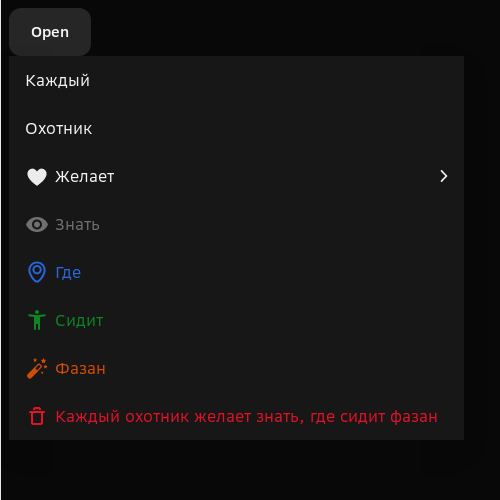 Open
Каждый
Охотник
Желает
Знать
Где
Сидит
Фазан
Каждый охотник желает знать, где сидит фазан